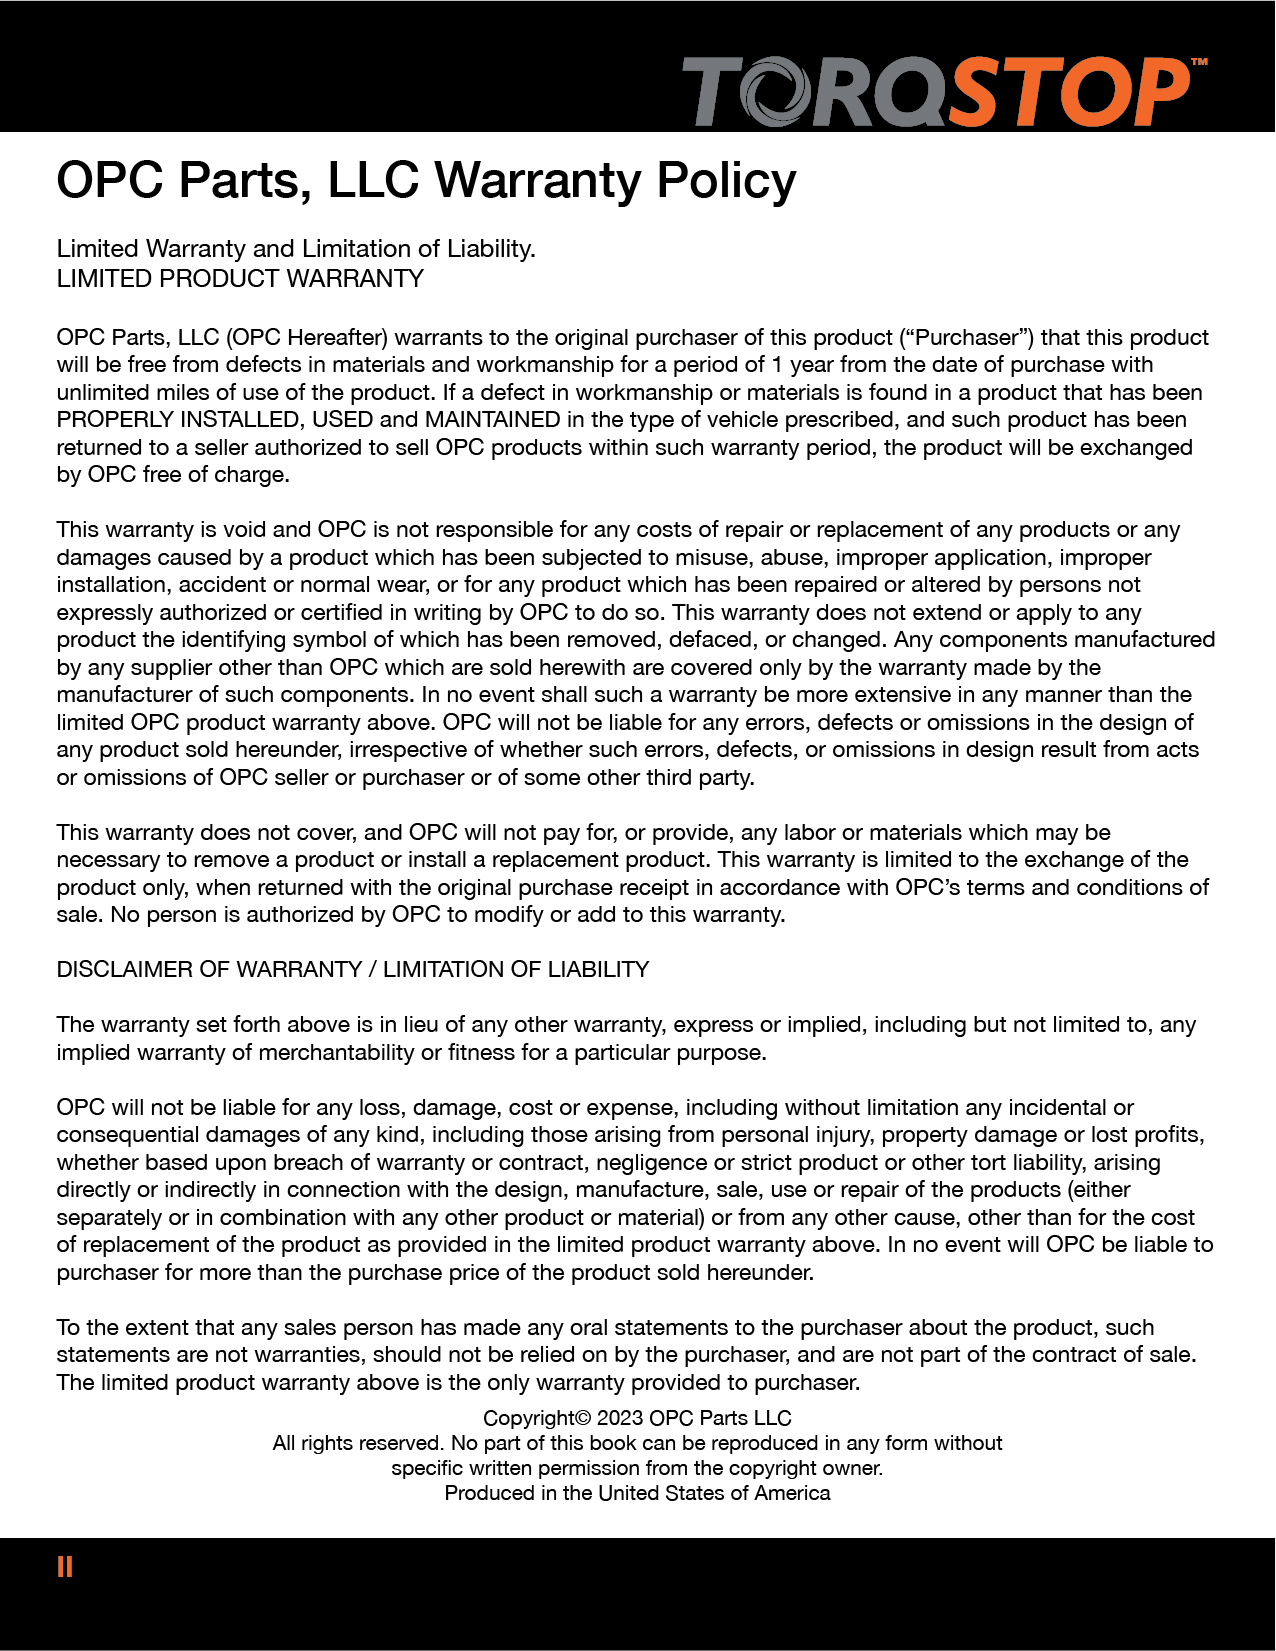 TORQSTOP™
OPC Parts, LLC Warranty Policy
Limited Warranty and Limitation of Liability.
LIMITED PRODUCT WARRANTY
OPC Parts, LLC (OPC Hereafter) warrants to the original purchaser of this product (“Purchaser”) that this product
will be free from defects in materials and workmanship for a period of 1 year from the date of purchase with
unlimited miles of use of the product. If a defect in workmanship or materials is found in a product that has been
PROPERLY INSTALLED, USED and MAINTAINED in the type of vehicle prescribed, and such product has been
returned to a seller authorized to sell OPC products within such warranty period, the product will be exchanged
by OPC free of charge.
This warranty is void and OPC is not responsible for any costs of repair or replacement of any products or any
damages caused by a product which has been subjected to misuse, abuse, improper application, improper
installation, accident or normal wear, or for any product which has been repaired or altered by persons not
expressly authorized or certified in writing by OPC to do so. This warranty does not extend or apply to any
product the identifying symbol of which has been removed, defaced, or changed. Any components manufactured
by any supplier other than OPC which are sold herewith are covered only by the warranty made by the
manufacturer of such components. In no event shall such a warranty be more extensive in any manner than the
limited OPC product warranty above. OPC will not be liable for any errors, defects or omissions in the design of
any product sold hereunder, irrespective of whether such errors, defects, or omissions in design result from acts
or omissions of OPC seller or purchaser or of some other third party.
This warranty does not cover, and OPC will not pay for, or provide, any labor or materials which may be
necessary to remove a product or install a replacement product. This warranty is limited to the exchange of the
product only, when returned with the original purchase receipt in accordance with OPC’s terms and conditions of
sale. No person is authorized by OPC to modify or add to this warranty.
DISCLAIMER OF WARRANTY / LIMITATION OF LIABILITY
The warranty set forth above is in lieu of any other warranty, express or implied, including but not limited to, any
implied warranty of merchantability or fitness for a particular purpose.
OPC will not be liable for any loss, damage, cost or expense, including without limitation any incidental or
consequential damages of any kind, including those arising from personal injury, property damage or lost profits,
whether based upon breach of warranty or contract, negligence or strict product or other tort liability, arising
directly or indirectly in connection with the design, manufacture, sale, use or repair of the products (either
separately or in combination with any other product or material) or from any other cause, other than for the cost
of replacement of the product as provided in the limited product warranty above. In no event will OPC be liable to
purchaser for more than the purchase price of the product sold hereunder.
To the extent that any sales person has made any oral statements to the purchaser about the product, such
statements are not warranties, should not be relied on by the purchaser, and are not part of the contract of sale.
The limited product warranty above is the only warranty provided to purchaser.
Copyright© 2023 OPC Parts LLC
All rights reserved. No part of this book can be reproduced in any form without
specific written permission from the copyright owner.
Produced in the United States of America
II